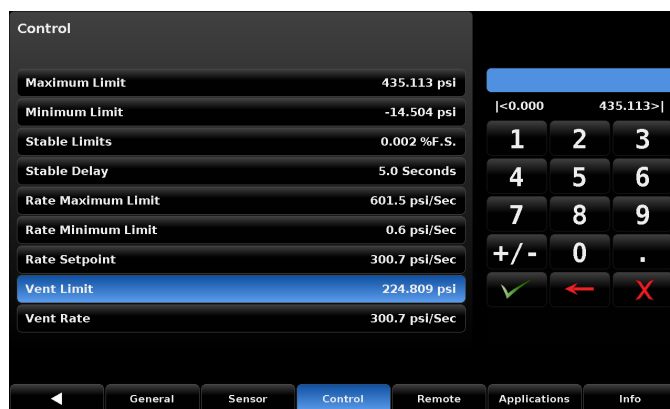 Control
Maximum Limit 435.113 psi
Minimum Limit -14.504 psi
Stable Limits 0.002 %F.S.
Stable Delay 5.0 Seconds
Rate Maximum Limit 601.5 psi/Sec
Rate Minimum Limit 0.6 psi/Sec
Rate Setpoint 300.7 psi/Sec
Vent Limit 224.809 psi
Vent Rate 300.7 psi/Sec
|<0.000 435.113>|
1 2 3
4 5 6
7 8 9
+/- 0 .
X
General Sensor Control Remote Applications Info